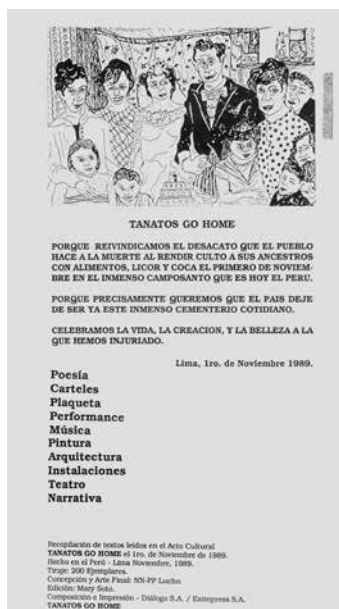 TANATOS GO HOME
PORQUE REIVINDICAMOS EL DESACATO QUE EL PUEBLO
HACE A LA MUERTE AL RENDIR CULTO A SUS ANCESTROS
CON ALIMENTOS, LICOR Y COCA EL PRIMERO DE NOVIEM-
BRE EN EL INMENSO CAMPOSANTO QUE ES HOY EL PERU.
PORQUE PRECISAMENTE QUEREMOS QUE EL PAIS DEJE
DE SER YA ESTE INMENSO CEMENTERIO COTIDIANO.
CELEBRAMOS LA VIDA, LA CREACION, Y LA BELLEZA A LA
QUE HEMOS INJURIADO.
Lima, 1ro. de Noviembre 1989.
Poesía
Carteles
Plaqueta
Performance
Música
Pintura
Arquitectura
Instalaciones
Teatro
Narrativa
Recopilación de textos leídos en el Acto Cultural
TANATOS GO HOME el 1ro. de Noviembre de 1989.
Hecho en el Perú - Lima Noviembre, 1989.
Tiraje: 200 Ejemplares.
Concepción y Arte Final: NN-PP Lucho.
Edición: Mary Soto.
Composición e Impresión - Diálogo S.A. / Entrepress S.A.
TANATOS GO HOME